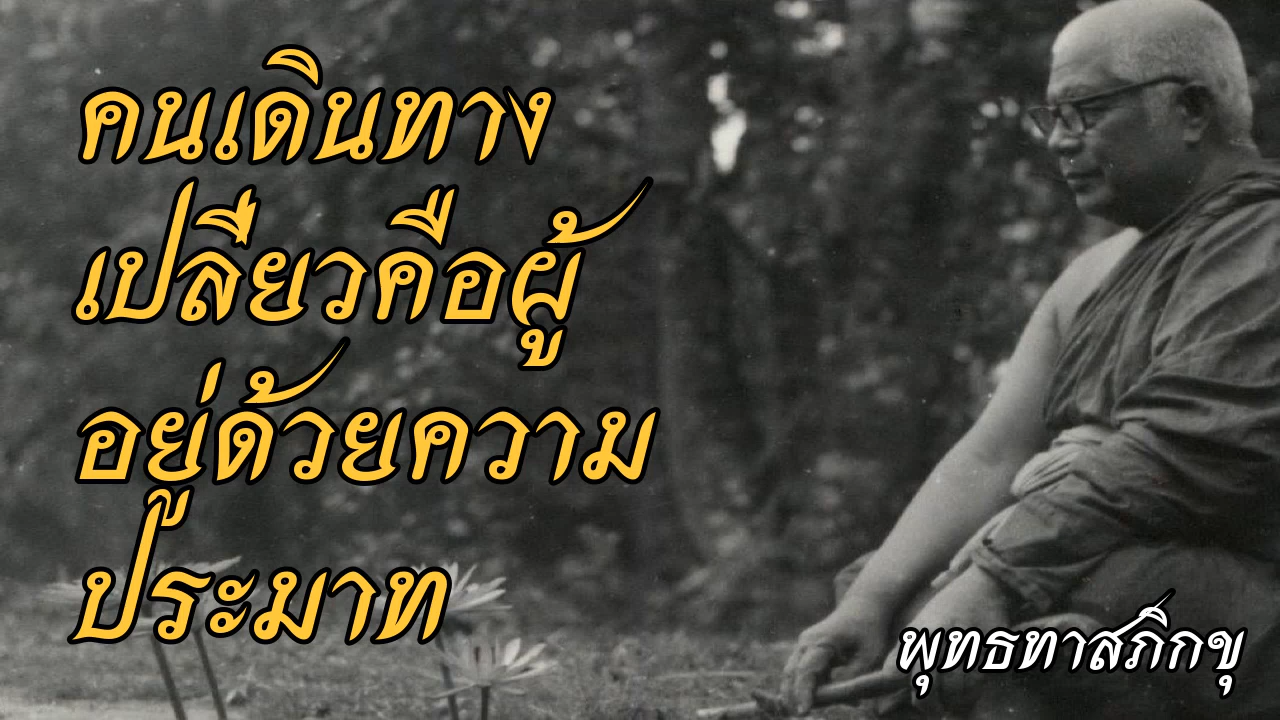 คนเดินทาง
เปลี่ยวคือผู้
อยู่ด้วยความ
ประมาท
พุทธทาสภิกขุ